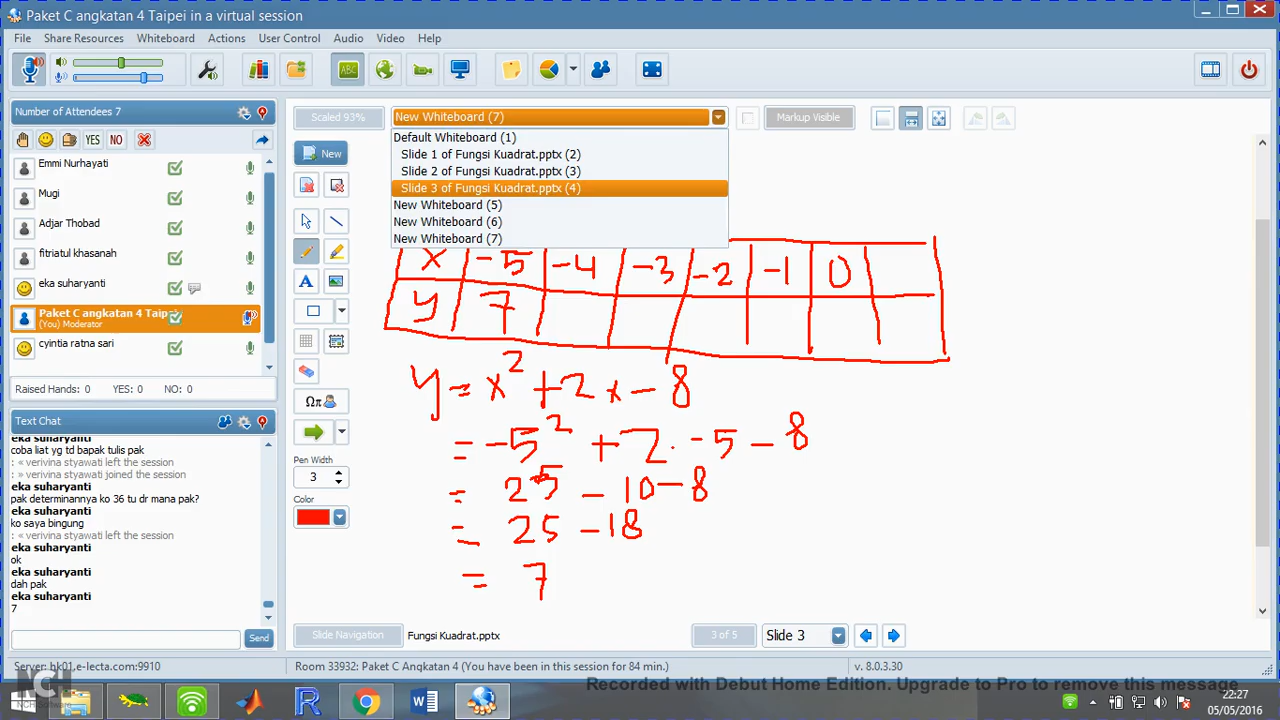 Paket C angkatan 4 Taipei in a virtual session
File Share Resources Whiteboard Actions User Control Audio Video Help
Number of Attendees 7
YES NO
Emmi Nurhayati
Mugi
Adjar Thobad
fitriatul khasanah
eka suharyanti
Paket C angkatan 4 Taip
(You) Moderator
cyintia ratna sari
Raised Hands: 0 YES: 0 NO: 0
Text Chat
eka suharyanti
coba liat yg td bapak tulis pak
: « verivina styawati left the session
: « verivina styawati joined the session
eka suharyanti
pak determinannya ko 36 tu dr mana pak?
eka suharyanti
ko saya bingung
: « verivina styawati left the session
eka suharyanti
ok
eka suharyanti
dah pak
eka suharyanti
7
Send
Scaled 93% New Whiteboard (7) Markup Visible
Default Whiteboard (1)
Slide 1 of Fungsi Kuadrat.pptx (2)
Slide 2 of Fungsi Kuadrat.pptx (3)
Slide 3 of Fungsi Kuadrat.pptx (4)
New Whiteboard (5)
New Whiteboard (6)
New Whiteboard (7)
New
ABC
A
Ωπ
Pen Width
3
Color
x -5 -4 -3 -2 -1 0
y 7
y = x² + 2x - 8
= -5² + 2 . -5 - 8
= 25 - 10 - 8
= 25 - 18
= 7
Slide Navigation Fungsi Kuadrat.pptx 3 of 5 Slide 3
Server: bk01.e-lecta.com:9910 Room 33932: Paket C Angkatan 4 (You have been in this session for 84 min.) v. 8.0.3.30
Recorded with Debut Home Edition. Upgrade to Pro to remove this message
NCH
22:27
05/05/2016